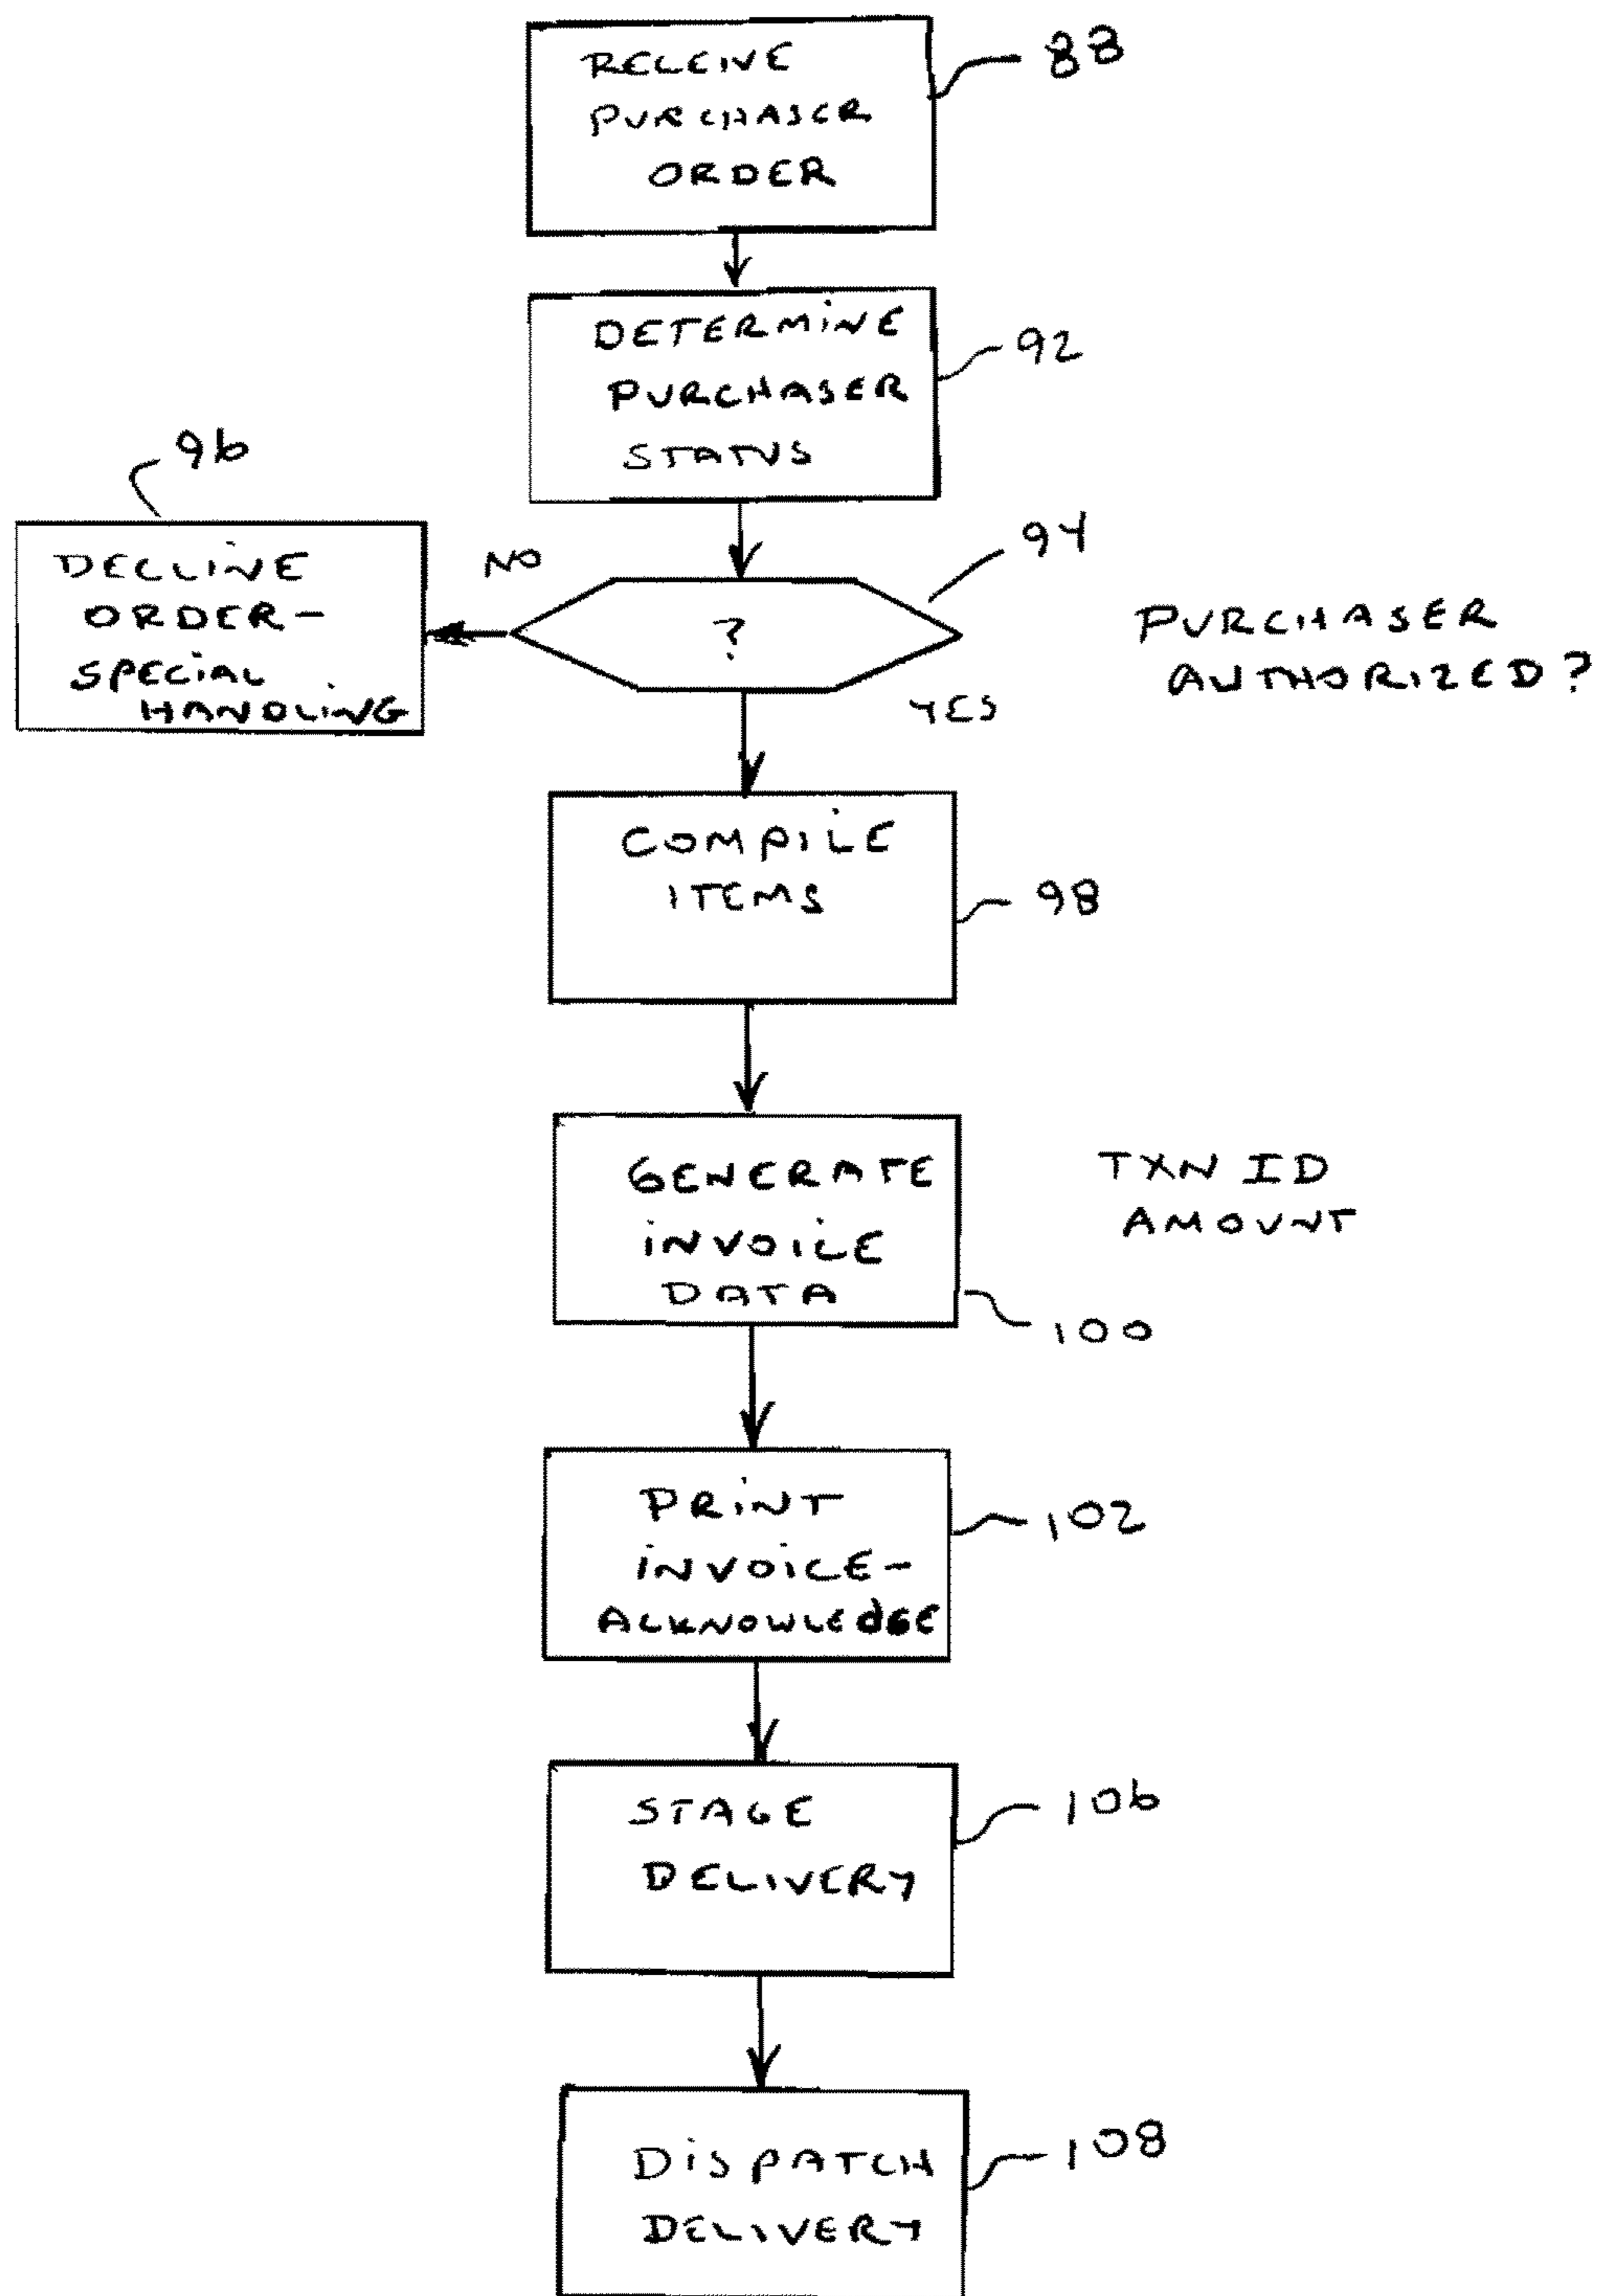 RECEIVE
PURCHASER
ORDER
88
DETERMINE
PURCHASER
STATUS
92
96
DECLINE
ORDER-
SPECIAL
HANDLING
NO
?
94
PURCHASER
AUTHORIZED?
YES
COMPILE
ITEMS
98
GENERATE
INVOICE
DATA
TXN ID
AMOUNT
100
PRINT
INVOICE-
ACKNOWLEdGE
102
STAGE
DELIVERY
106
DISPATCH
DELIVERY
108